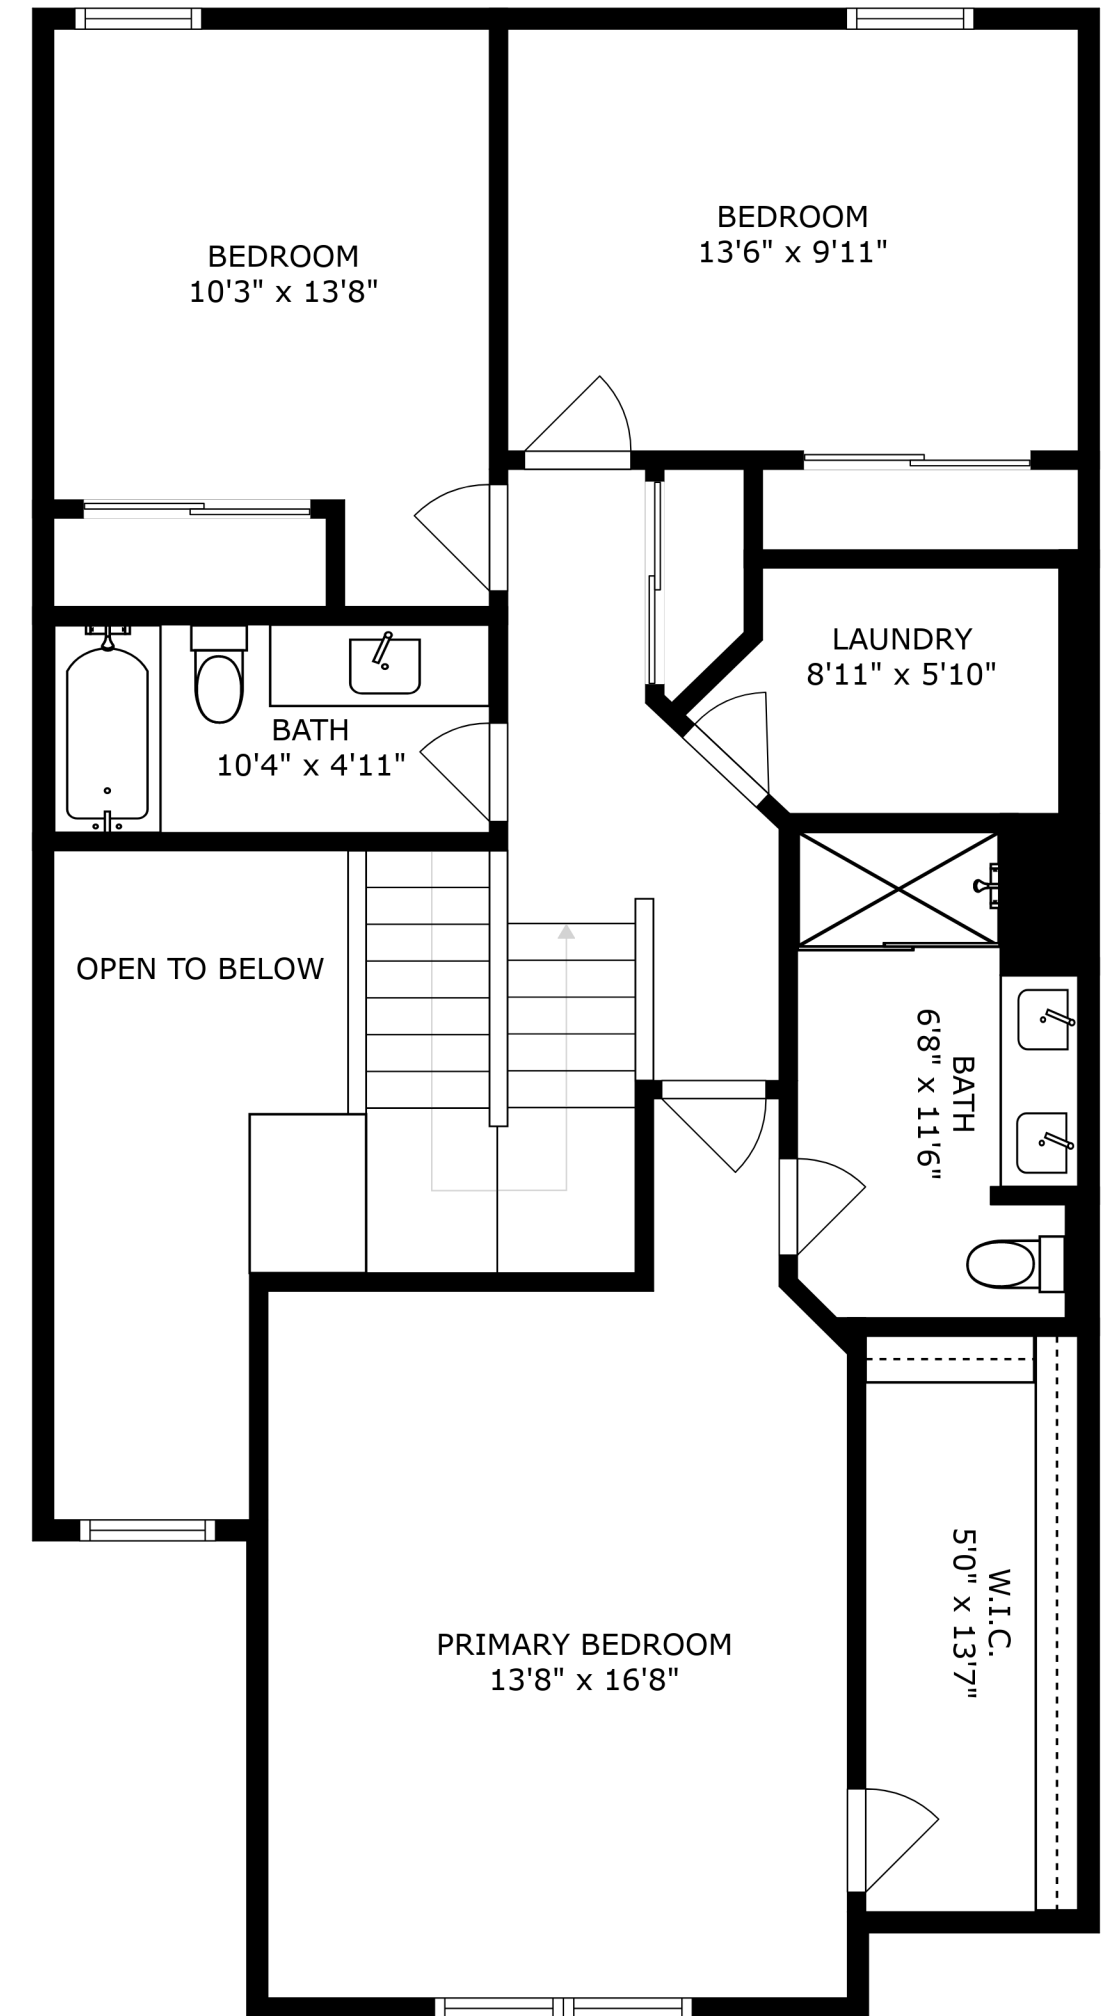 BEDROOM
13'6" x 9'11"
BEDROOM
10'3" x 13'8"
LAUNDRY
8'11" x 5'10"
BATH
10'4" x 4'11"
OPEN TO BELOW
BATH
6'8" x 11'6"
W.I.C.
5'0" x 13'7"
PRIMARY BEDROOM
13'8" x 16'8"